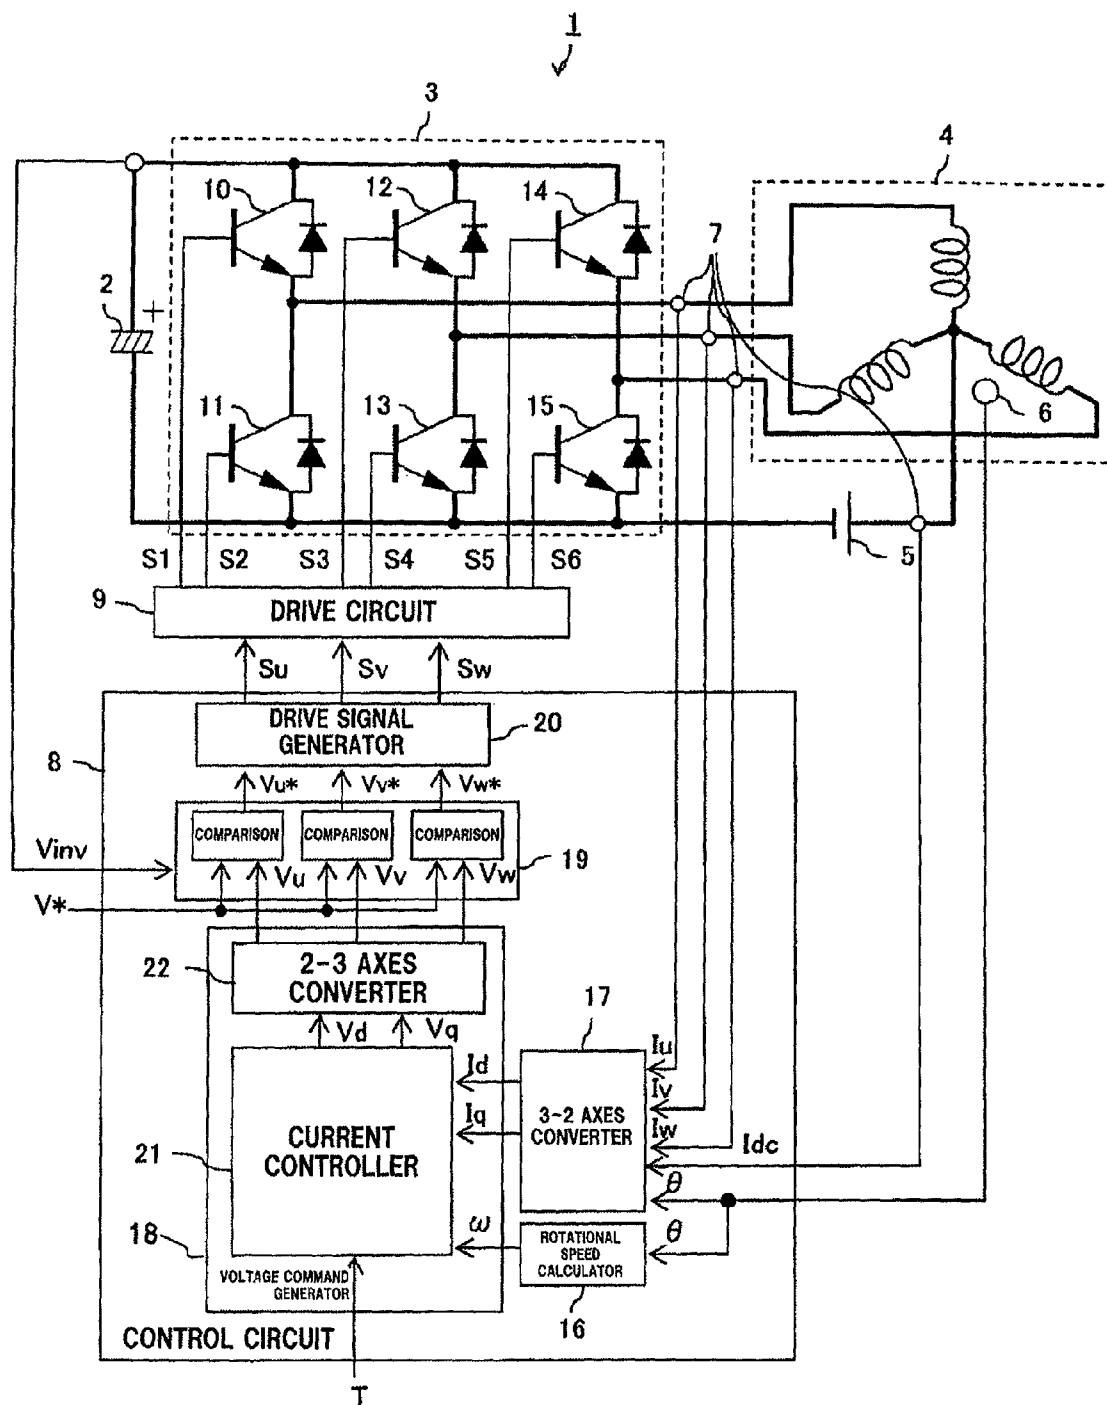 1
3
4
10
12
14
7
2
+
11
13
15
6
5
S1 S2 S3 S4 S5 S6
9
DRIVE CIRCUIT
Su Sv Sw
DRIVE SIGNAL
GENERATOR
20
8
Vu* Vv* Vw*
COMPARISON COMPARISON COMPARISON
Vinv
19
Vu Vv Vw
V*
22
2-3 AXES
CONVERTER
17
Vd Vq
Id
Iu
Iv
Iq
3-2 AXES
CONVERTER
Iw
Idc
21
CURRENT
CONTROLLER
θ
18
ω
ROTATIONAL
SPEED
CALCULATOR
θ
VOLTAGE COMMAND
GENERATOR
16
CONTROL CIRCUIT
T